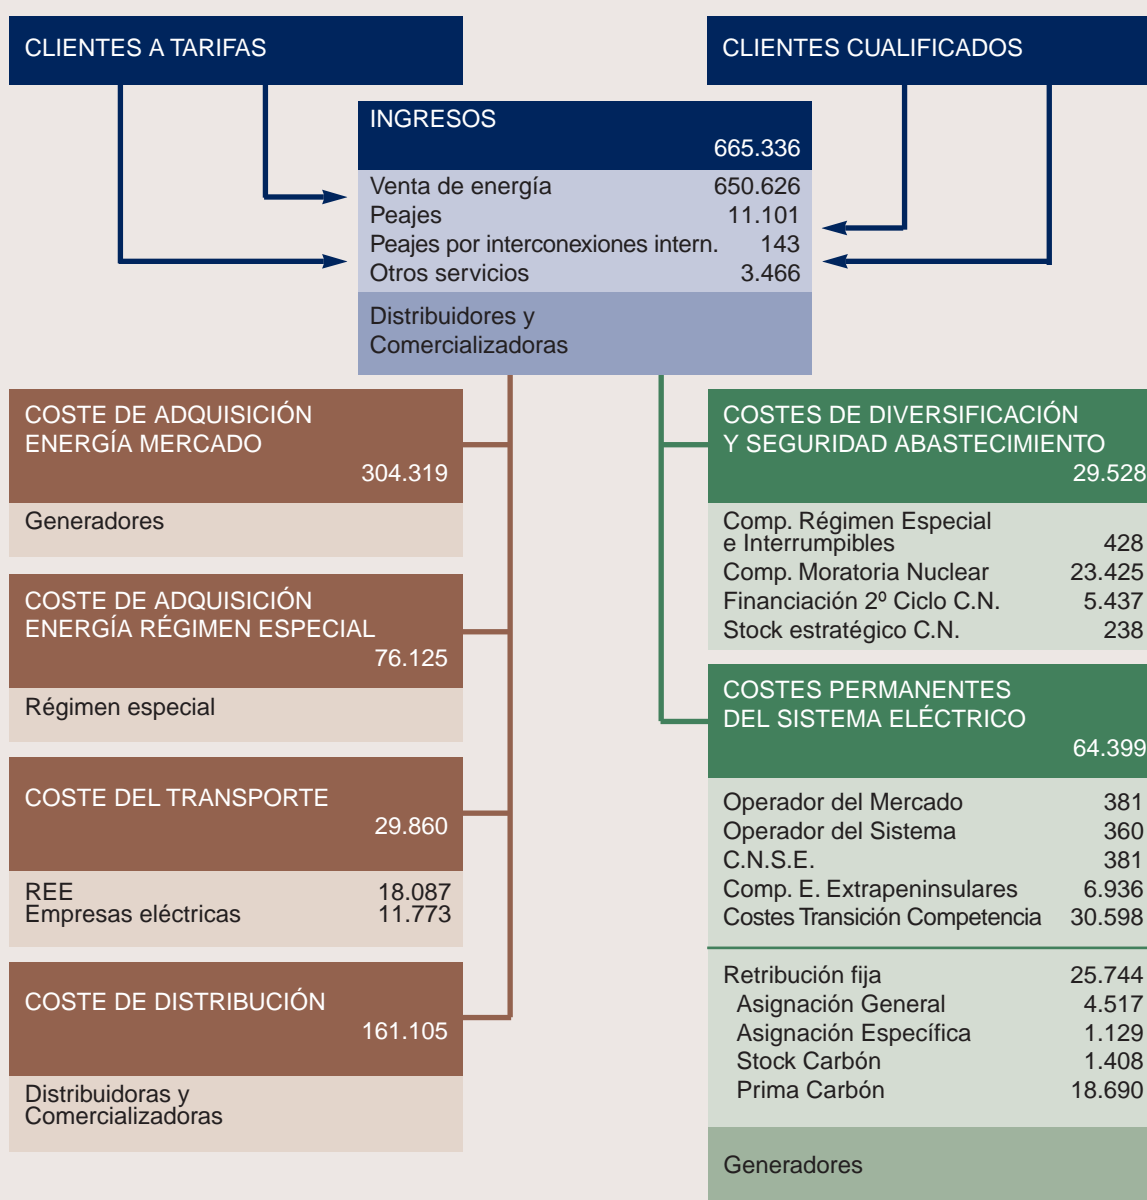 CLIENTES A TARIFAS
CLIENTES CUALIFICADOS
INGRESOS
665.336
Venta de energía 650.626
Peajes 11.101
Peajes por interconexiones intern. 143
Otros servicios 3.466
Distribuidores y
Comercializadoras
COSTE DE ADQUISICIÓN
ENERGÍA MERCADO
304.319
Generadores
COSTE DE ADQUISICIÓN
ENERGÍA RÉGIMEN ESPECIAL
76.125
Régimen especial
COSTE DEL TRANSPORTE
29.860
REE 18.087
Empresas eléctricas 11.773
COSTE DE DISTRIBUCIÓN
161.105
Distribuidoras y
Comercializadoras
COSTES DE DIVERSIFICACIÓN
Y SEGURIDAD ABASTECIMIENTO
29.528
Comp. Régimen Especial
e Interrumpibles 428
Comp. Moratoria Nuclear 23.425
Financiación 2º Ciclo C.N. 5.437
Stock estratégico C.N. 238
COSTES PERMANENTES
DEL SISTEMA ELÉCTRICO
64.399
Operador del Mercado 381
Operador del Sistema 360
C.N.S.E. 381
Comp. E. Extrapeninsulares 6.936
Costes Transición Competencia 30.598
Retribución fija 25.744
Asignación General 4.517
Asignación Específica 1.129
Stock Carbón 1.408
Prima Carbón 18.690
Generadores